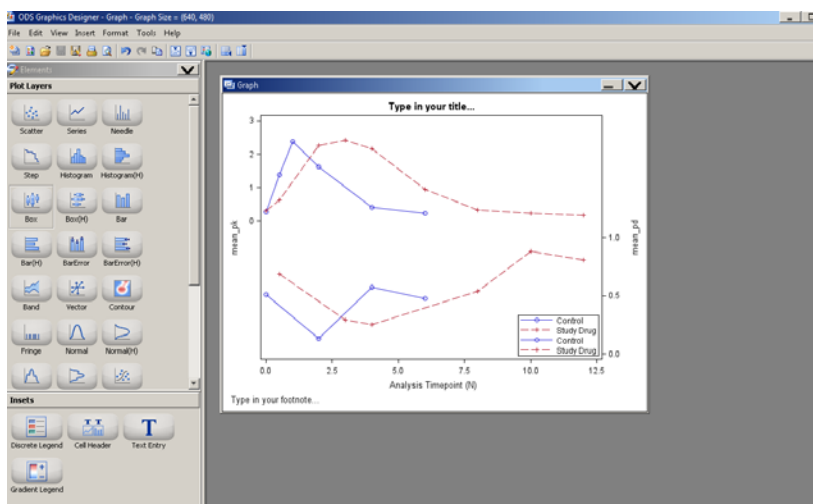 ODS Graphics Designer - Graph - Graph Size = (640, 480)
File Edit View Insert Format Tools Help
Elements
Plot Layers
Scatter Series Needle
Step Histogram Histogram(H)
Box Box(H) Bar
Bar(H) BarError BarError(H)
Band Vector Contour
Fringe Normal Normal(H)
Insets
Discrete Legend Cell Header Text Entry
Gradient Legend
Graph
Type in your title...
3
2
1
0
mean_pk
1.0
0.5
0.0
mean_pd
Control
Study Drug
Control
Study Drug
0.0 2.5 5.0 7.5 10.0 12.5
Analysis Timepoint (N)
Type in your footnote...